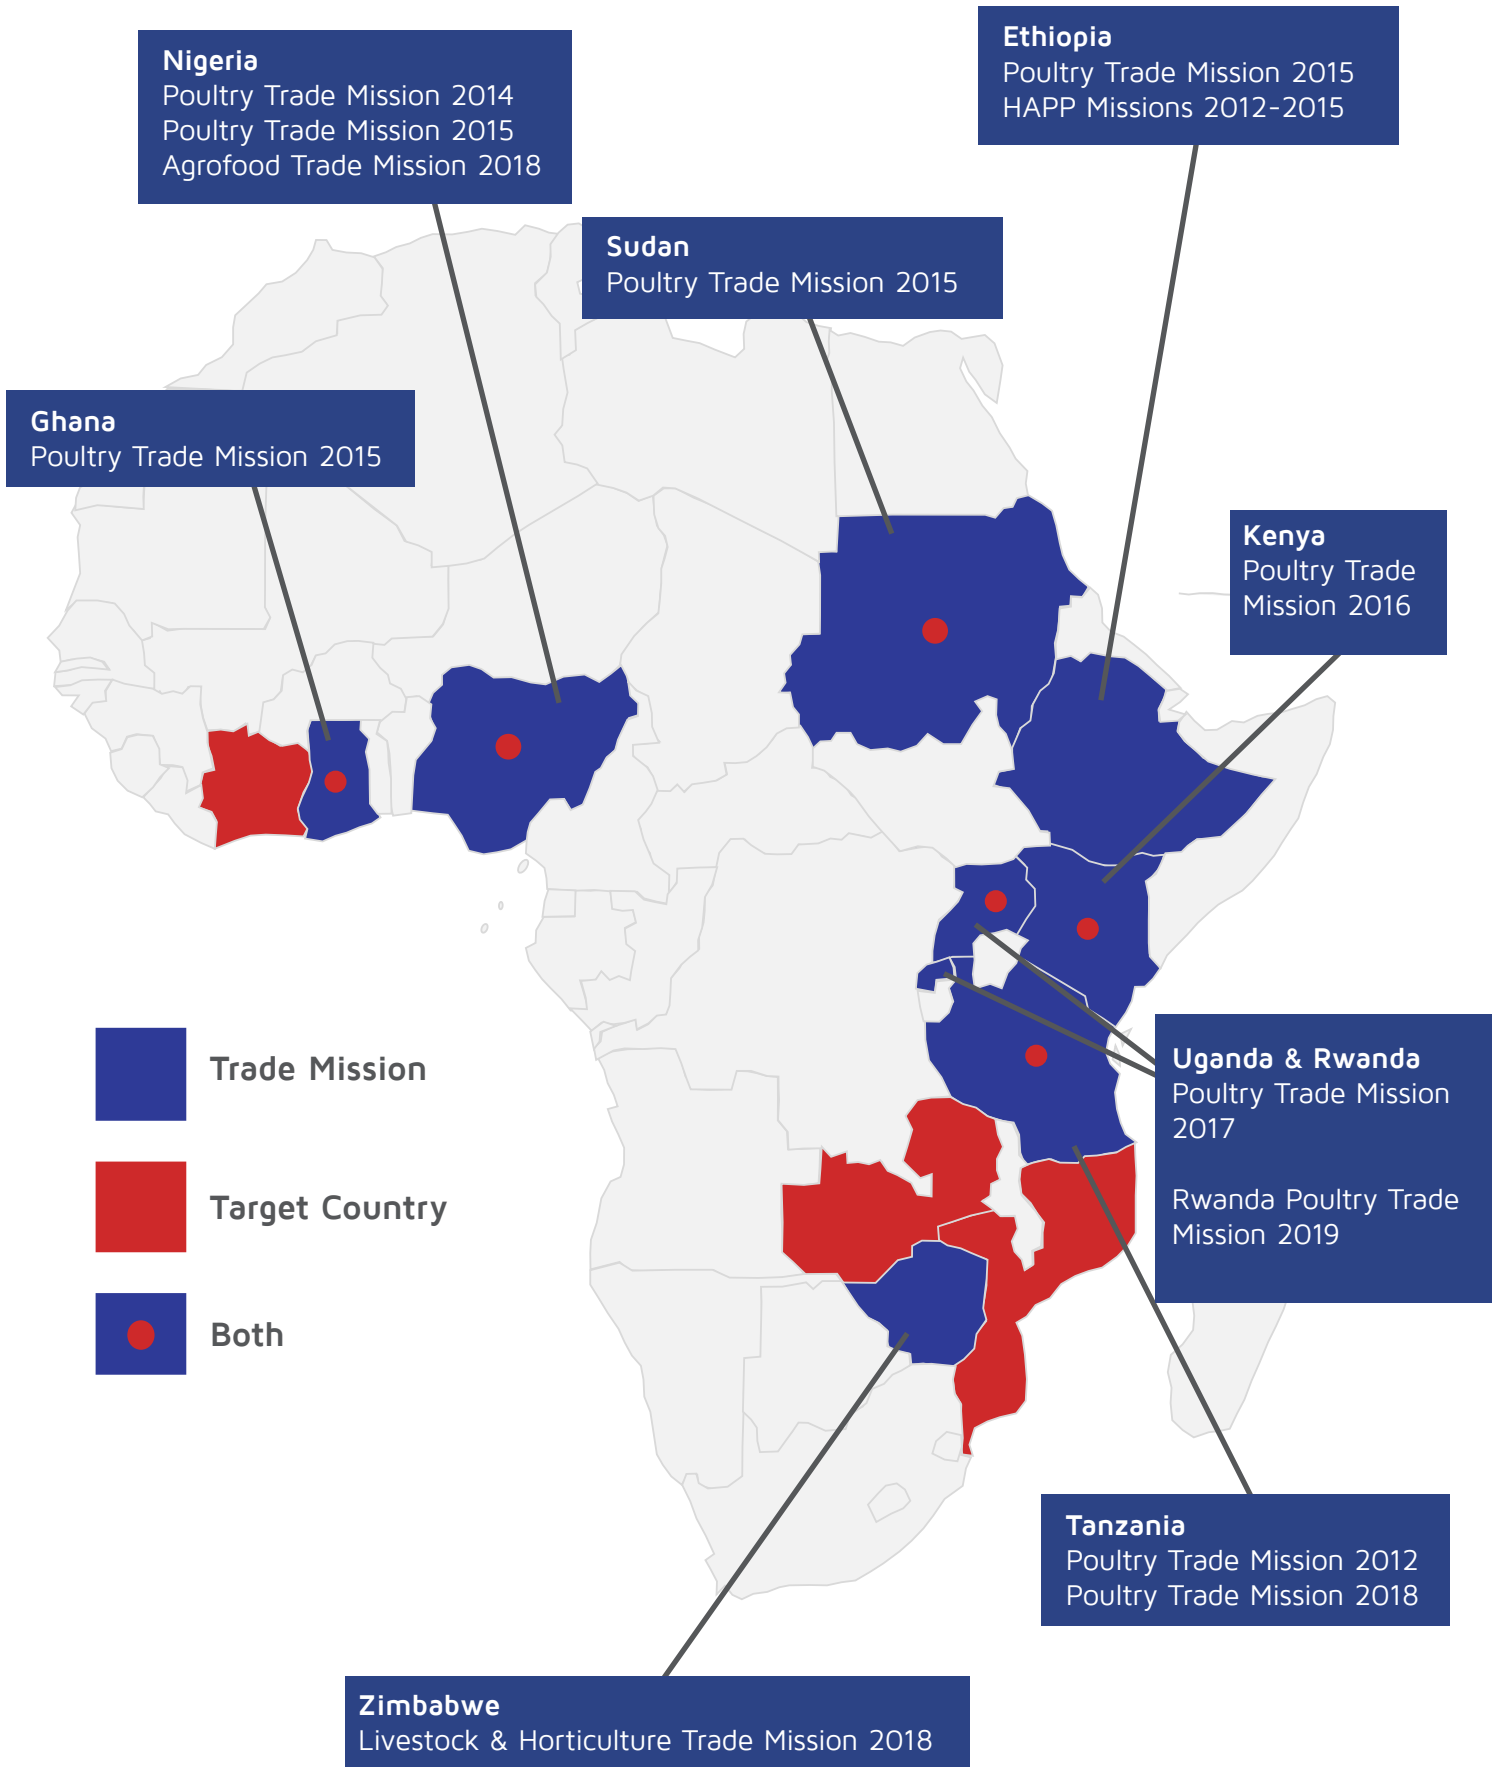 Nigeria
Poultry Trade Mission 2014
Poultry Trade Mission 2015
Agrofood Trade Mission 2018
Ethiopia
Poultry Trade Mission 2015
HAPP Missions 2012-2015
Sudan
Poultry Trade Mission 2015
Ghana
Poultry Trade Mission 2015
Kenya
Poultry Trade
Mission 2016
Uganda & Rwanda
Poultry Trade Mission
2017
Rwanda Poultry Trade
Mission 2019
Trade Mission
Target Country
Both
Tanzania
Poultry Trade Mission 2012
Poultry Trade Mission 2018
Zimbabwe
Livestock & Horticulture Trade Mission 2018